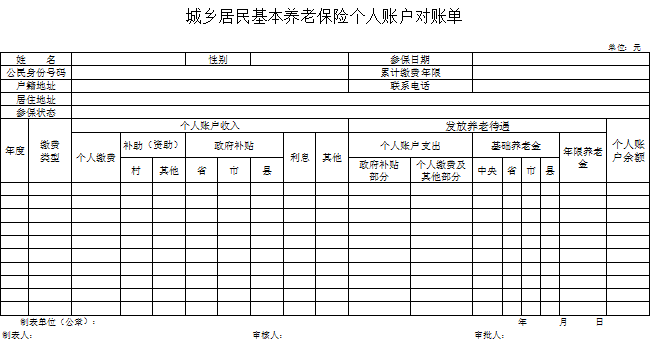 城乡居民基本养老保险个人账户对账单
单位：元
姓 名 性别 参保日期
公民身份号码 累计缴费年限
户籍地址 联系电话
居住地址
参保状态
年度 缴费类型 个人账户收入 发放养老待遇 个人账户余额
个人缴费 补助（资助） 政府补贴 利息 其他 个人账户支出 基础养老金 年限养老金
村 其他 省 市 县 政府补贴部分 个人缴费及其他部分 中央 省 市 县
制表单位（公章）： 年 月 日
制表人： 审核人： 审批人：